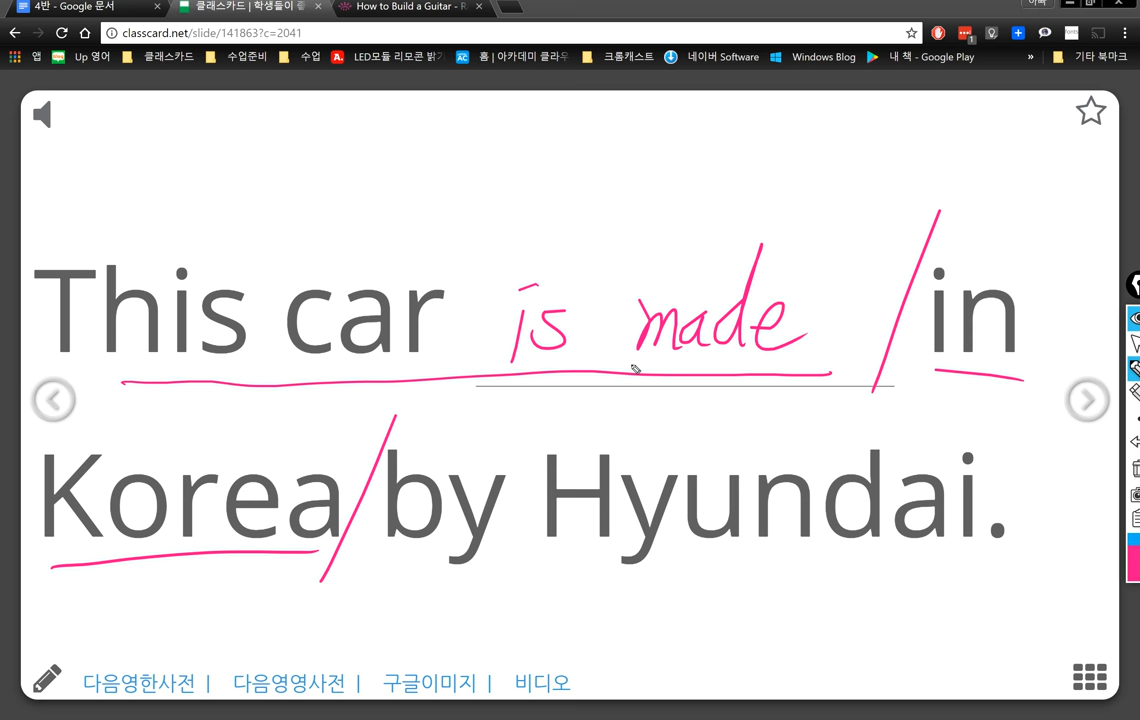 4반 - Google 문서
클래스카드 | 학생들이 좋
How to Build a Guitar - R
아빠
classcard.net/slide/141863?c=2041
앱 Up 영어 클래스카드 수업준비 수업 LED모듈 리모콘 밝기 홈 | 아카데미 클라우 크롬캐스트 네이버 Software Windows Blog 내 책 - Google Play » 기타 북마크
This car is made / in
Korea / by Hyundai.
다음영한사전 | 다음영영사전 | 구글이미지 | 비디오